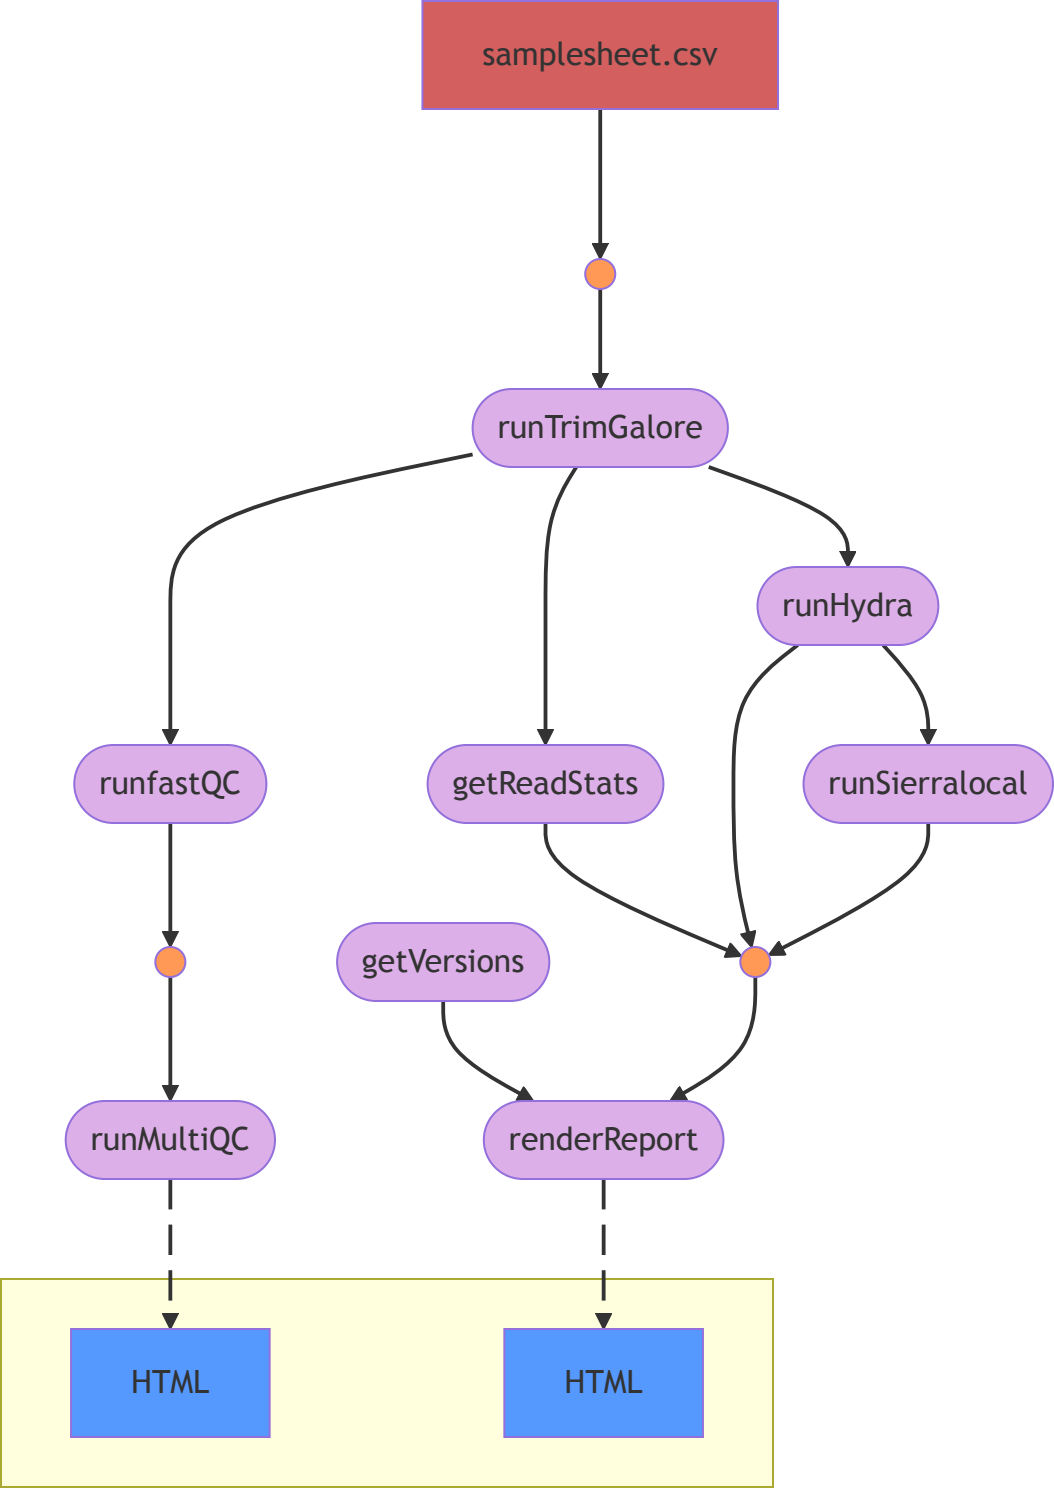 samplesheet.csv
runTrimGalore
runHydra
runfastQC
getReadStats
runSierralocal
getVersions
runMultiQC
renderReport
HTML
HTML